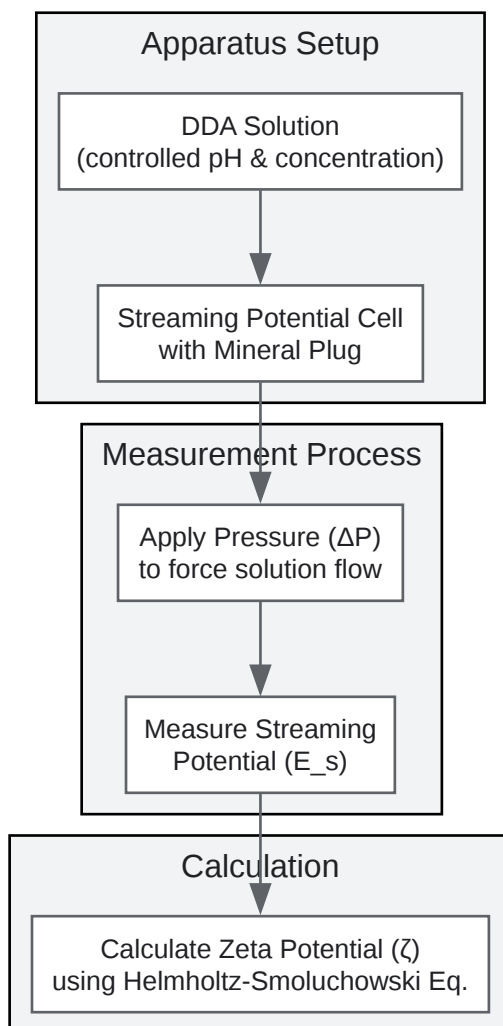 Apparatus Setup
DDA Solution
(controlled pH & concentration)
Streaming Potential Cell
with Mineral Plug
Measurement Process
Apply Pressure (ΔP)
to force solution flow
Measure Streaming
Potential (E_s)
Calculation
Calculate Zeta Potential (ζ)
using Helmholtz-Smoluchowski Eq.